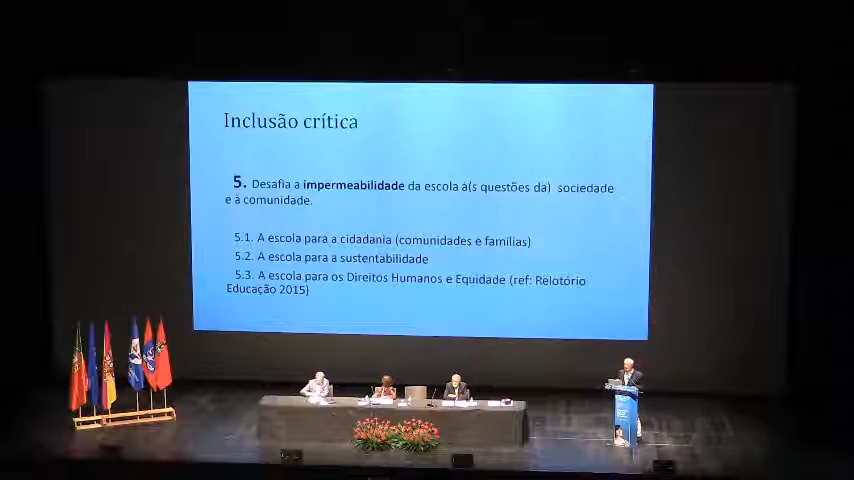 Inclusão crítica
5. Desafia a impermeabilidade da escola à(s questões da) sociedade
e à comunidade.
5.1. A escola para a cidadania (comunidades e famílias)
5.2. A escola para a sustentabilidade
5.3. A escola para os Direitos Humanos e Equidade (ref: Relotório
Educação 2015)